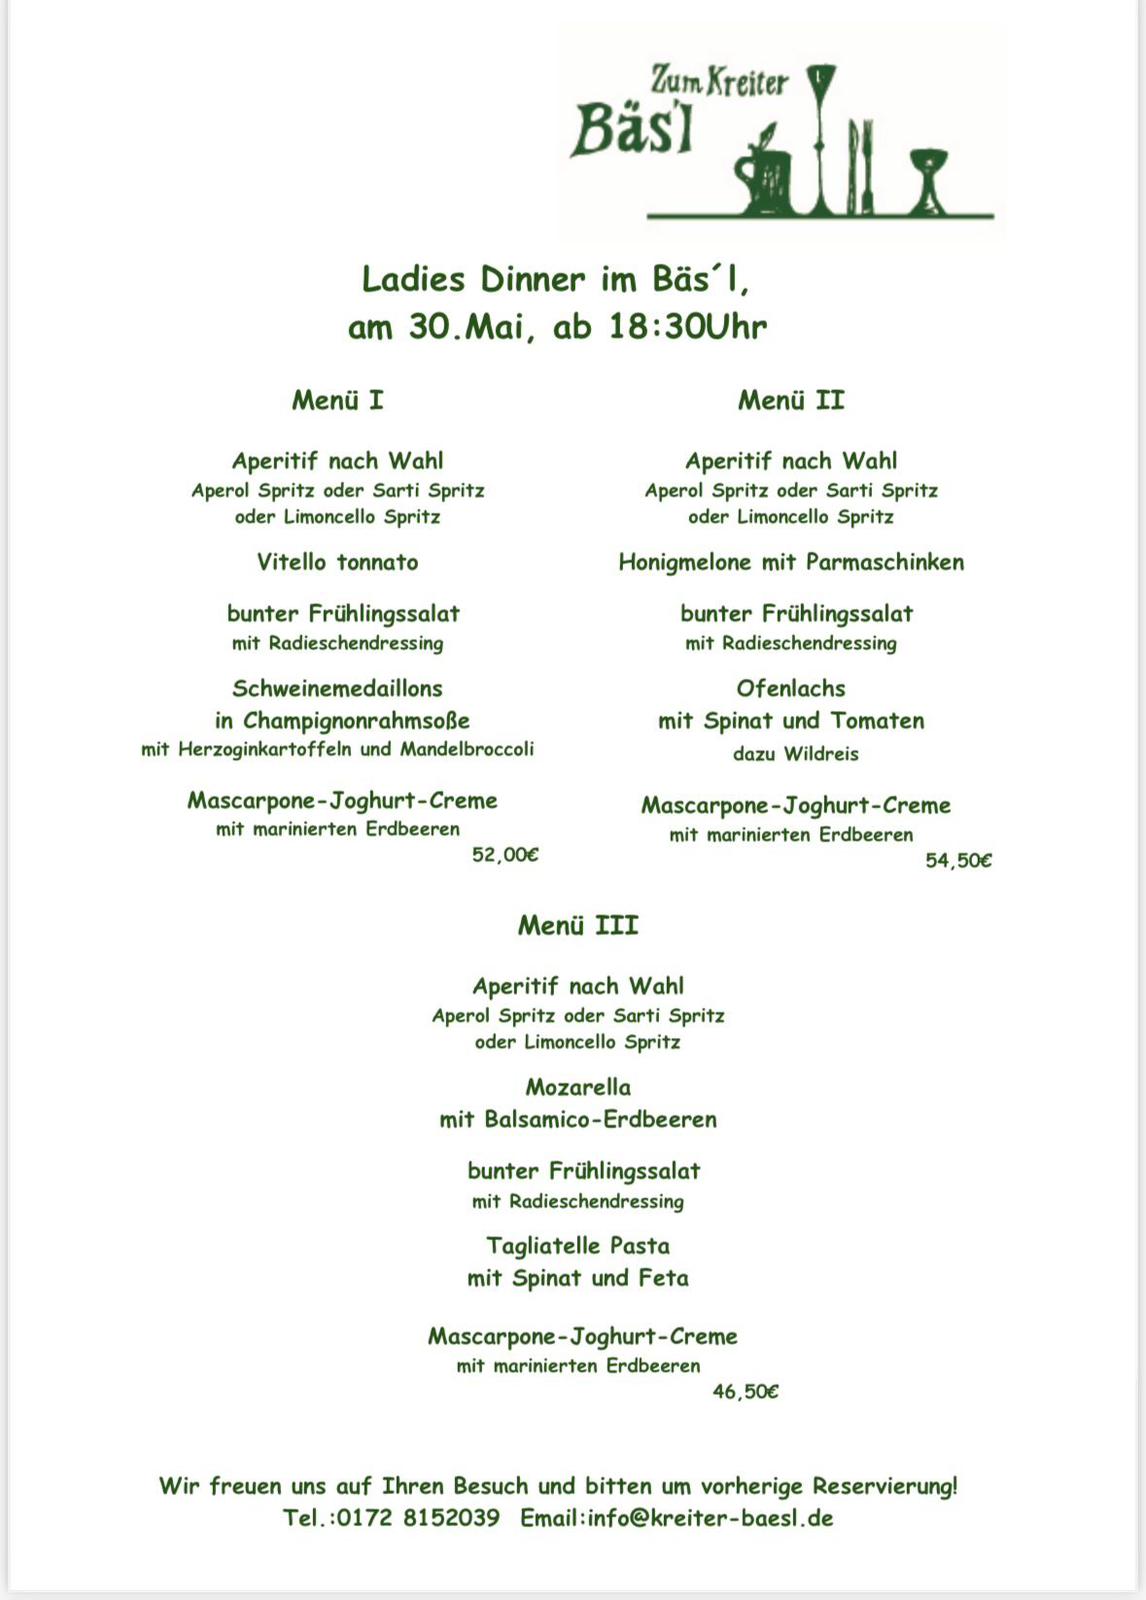 Zum Kreiter
Bäs'l
Ladies Dinner im Bäs´l,
am 30.Mai, ab 18:30Uhr
Menü I
Aperitif nach Wahl
Aperol Spritz oder Sarti Spritz
oder Limoncello Spritz
Vitello tonnato
bunter Frühlingssalat
mit Radieschendressing
Schweinemedaillons
in Champignonrahmsoße
mit Herzoginkartoffeln und Mandelbroccoli
Mascarpone-Joghurt-Creme
mit marinierten Erdbeeren
52,00€
Menü II
Aperitif nach Wahl
Aperol Spritz oder Sarti Spritz
oder Limoncello Spritz
Honigmelone mit Parmaschinken
bunter Frühlingssalat
mit Radieschendressing
Ofenlachs
mit Spinat und Tomaten
dazu Wildreis
Mascarpone-Joghurt-Creme
mit marinierten Erdbeeren
54,50€
Menü III
Aperitif nach Wahl
Aperol Spritz oder Sarti Spritz
oder Limoncello Spritz
Mozarella
mit Balsamico-Erdbeeren
bunter Frühlingssalat
mit Radieschendressing
Tagliatelle Pasta
mit Spinat und Feta
Mascarpone-Joghurt-Creme
mit marinierten Erdbeeren
46,50€
Wir freuen uns auf Ihren Besuch und bitten um vorherige Reservierung!
Tel.:0172 8152039 Email:info@kreiter-baesl.de